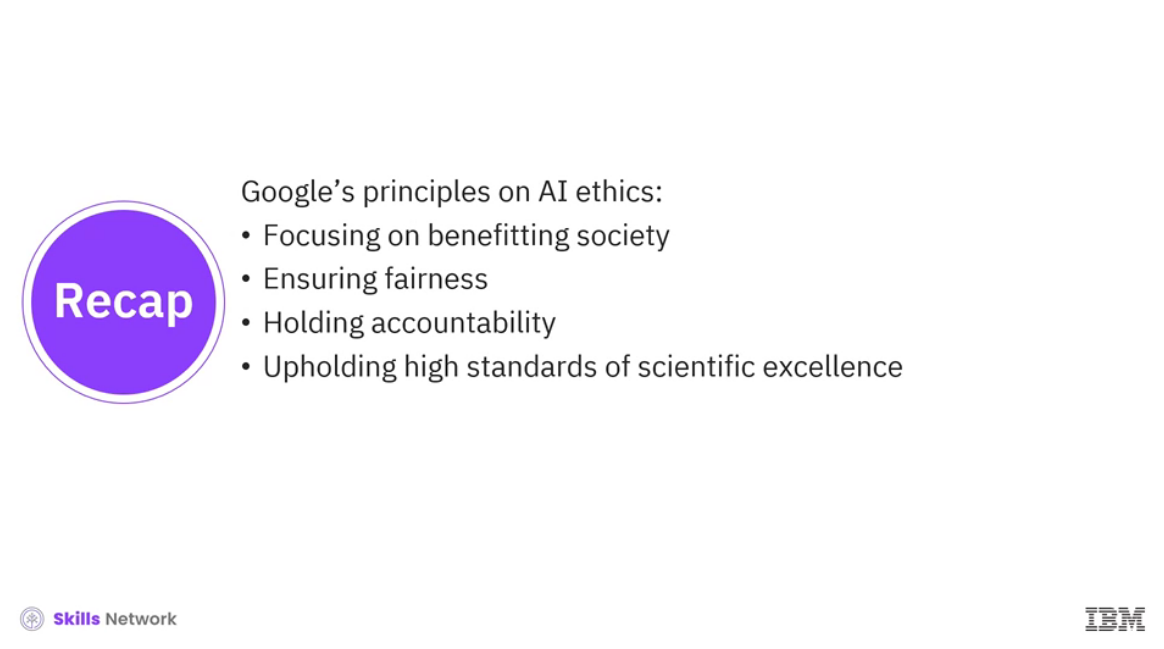 Google’s principles on AI ethics:
• Focusing on benefitting society
• Ensuring fairness
• Holding accountability
• Upholding high standards of scientific excellence
Recap
Skills Network
IBM